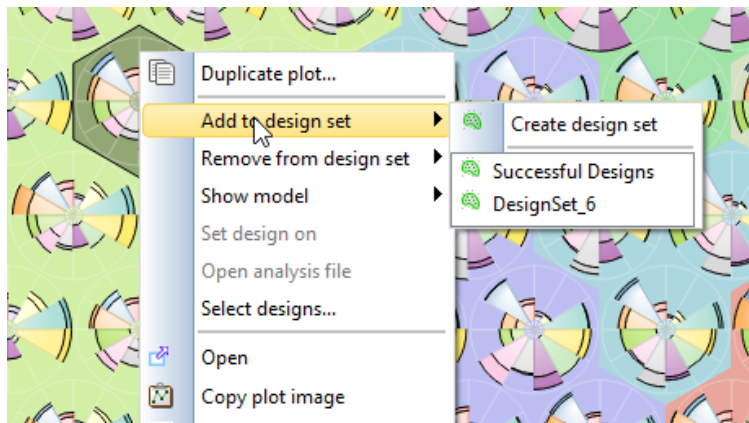 Duplicate plot...
Add to design set
Create design set
Successful Designs
DesignSet_6
Remove from design set
Show model
Set design on
Open analysis file
Select designs...
Open
Copy plot image